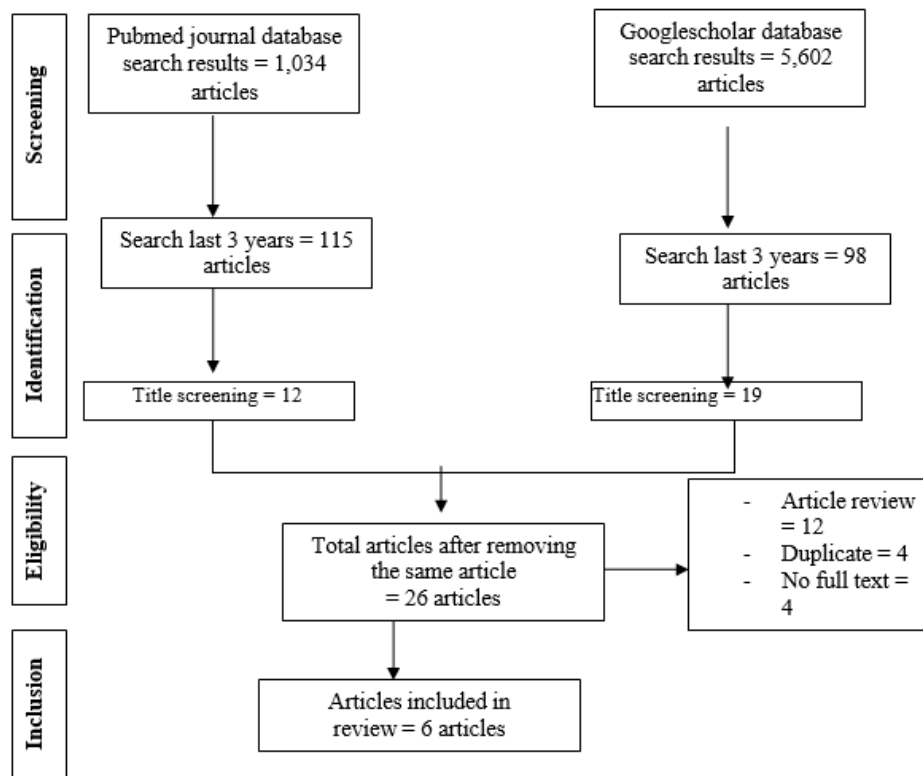 Screening
Pubmed journal database
search results = 1,034
articles
Googlescholar database
search results = 5,602
articles
Identification
Search last 3 years = 115
articles
Search last 3 years = 98
articles
Title screening = 12
Title screening = 19
Eligibility
Total articles after removing
the same article
= 26 articles
- Article review
= 12
- Duplicate = 4
- No full text =
4
Inclusion
Articles included in
review = 6 articles